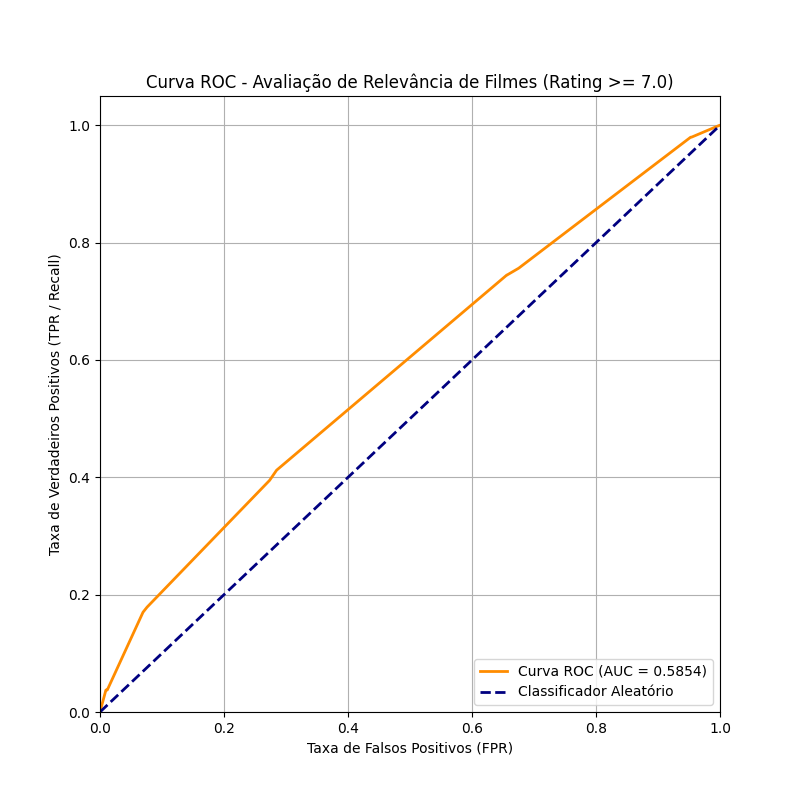 Curva ROC - Avaliação de Relevância de Filmes (Rating >= 7.0)
Taxa de Verdadeiros Positivos (TPR / Recall)
1.0
0.8
0.6
0.4
0.2
0.0
0.0 0.2 0.4 0.6 0.8 1.0
Taxa de Falsos Positivos (FPR)
Curva ROC (AUC = 0.5854)
Classificador Aleatório